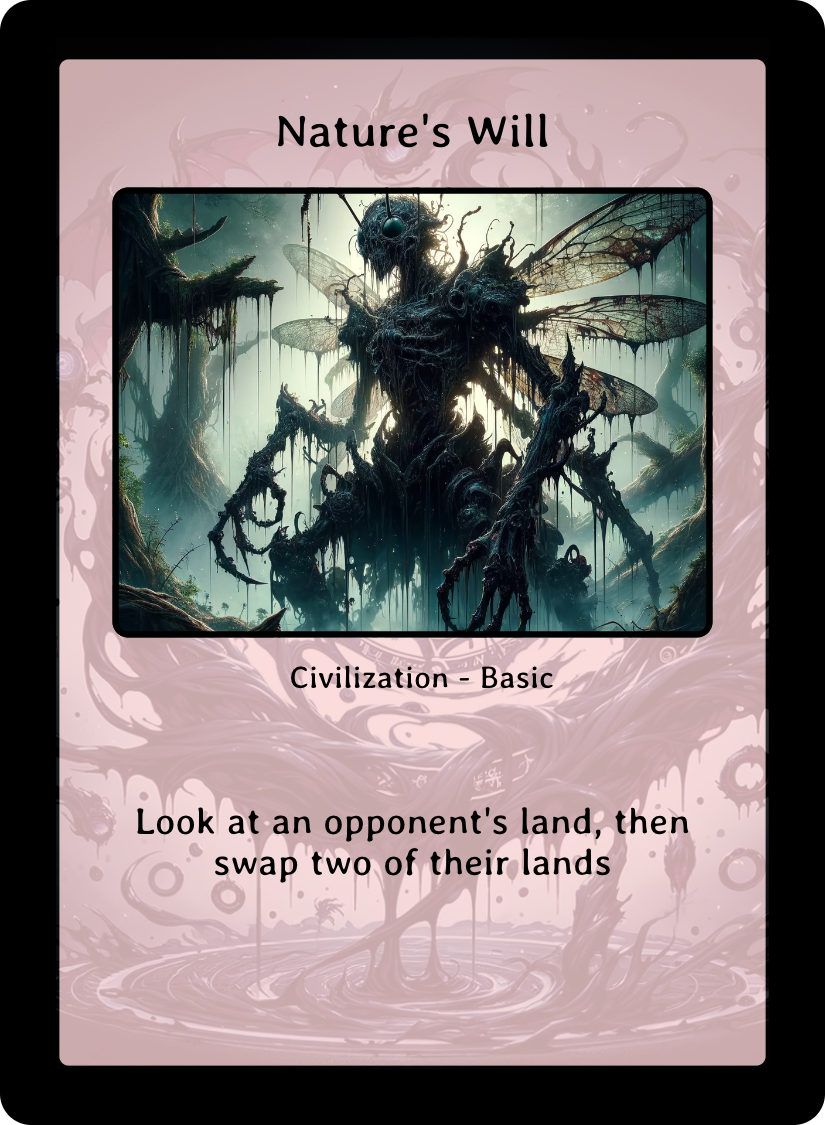 Nature's Will
Civilization - Basic
Look at an opponent's land, then
swap two of their lands